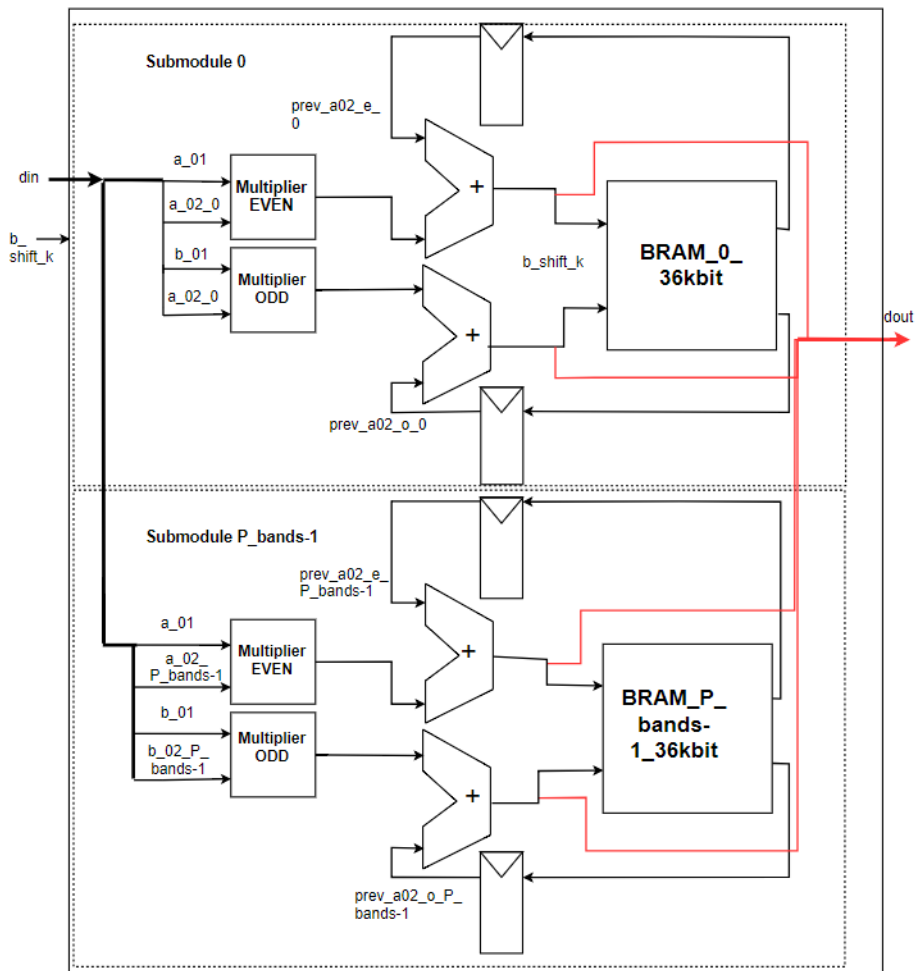 Submodule 0
prev_a02_e_
0
a_01
din
Multiplier
EVEN
+
a_02_0
b_
shift_k
BRAM_0_
36kbit
b_shift_k
b_01
Multiplier
ODD
a_02_0
+
dout
prev_a02_o_0
Submodule P_bands-1
prev_a02_e_
P_bands-1
a_01
Multiplier
EVEN
+
a_02_
P_bands-1
BRAM_P_
bands-
1_36kbit
b_01
Multiplier
ODD
b_02_P_
bands-1
+
prev_a02_o_P_
bands-1